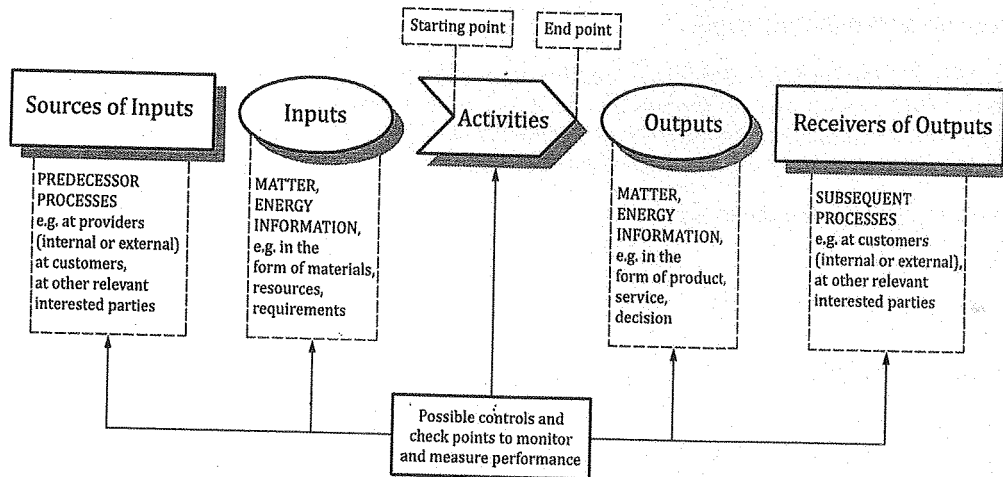 Starting point
End point
Sources of Inputs
Inputs
Activities
Outputs
Receivers of Outputs
PREDECESSOR
PROCESSES
e.g. at providers
(internal or external)
at customers,
at other relevant
interested parties
MATTER,
ENERGY
INFORMATION,
e.g. in the
form of materials,
resources,
requirements
MATTER,
ENERGY
INFORMATION,
e.g. in the
form of product,
service,
decision
SUBSEQUENT
PROCESSES
e.g. at customers
(internal or external),
at other relevant
interested parties
Possible controls and
check points to monitor
and measure performance